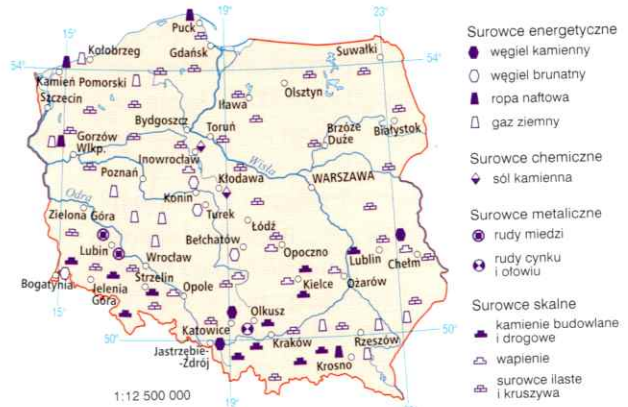 15°
19°
23°
Puck
Kołobrzeg
Gdańsk
Suwałki
54°
54°
Kamień Pomorski
Szczecin
Iława
Olsztyn
Bydgoszcz
Toruń
Brzóze
Duże
Białystok
Gorzów
Wlkp.
Inowrocław
Wisła
Poznań
Kłodawa
WARSZAWA
Odra
Konin
Zielona Góra
Turek
Łódź
Bełchatów
Lubin
Wrocław
Opoczno
Lublin
Chełm
Strzelin
Bogatynia
Jelenia
Góra
Opole
Kielce
Ożarów
15°
Olkusz
Katowice
50°
Kraków
Rzeszów
50°
Jastrzębie-
-Zdrój
Krosno
1:12 500 000
19°
Surowce energetyczne
węgiel kamienny
węgiel brunatny
ropa naftowa
gaz ziemny
Surowce chemiczne
sól kamienna
Surowce metaliczne
rudy miedzi
rudy cynku
i ołowiu
Surowce skalne
kamienie budowlane
i drogowe
wapienie
surowce ilaste
i kruszywa